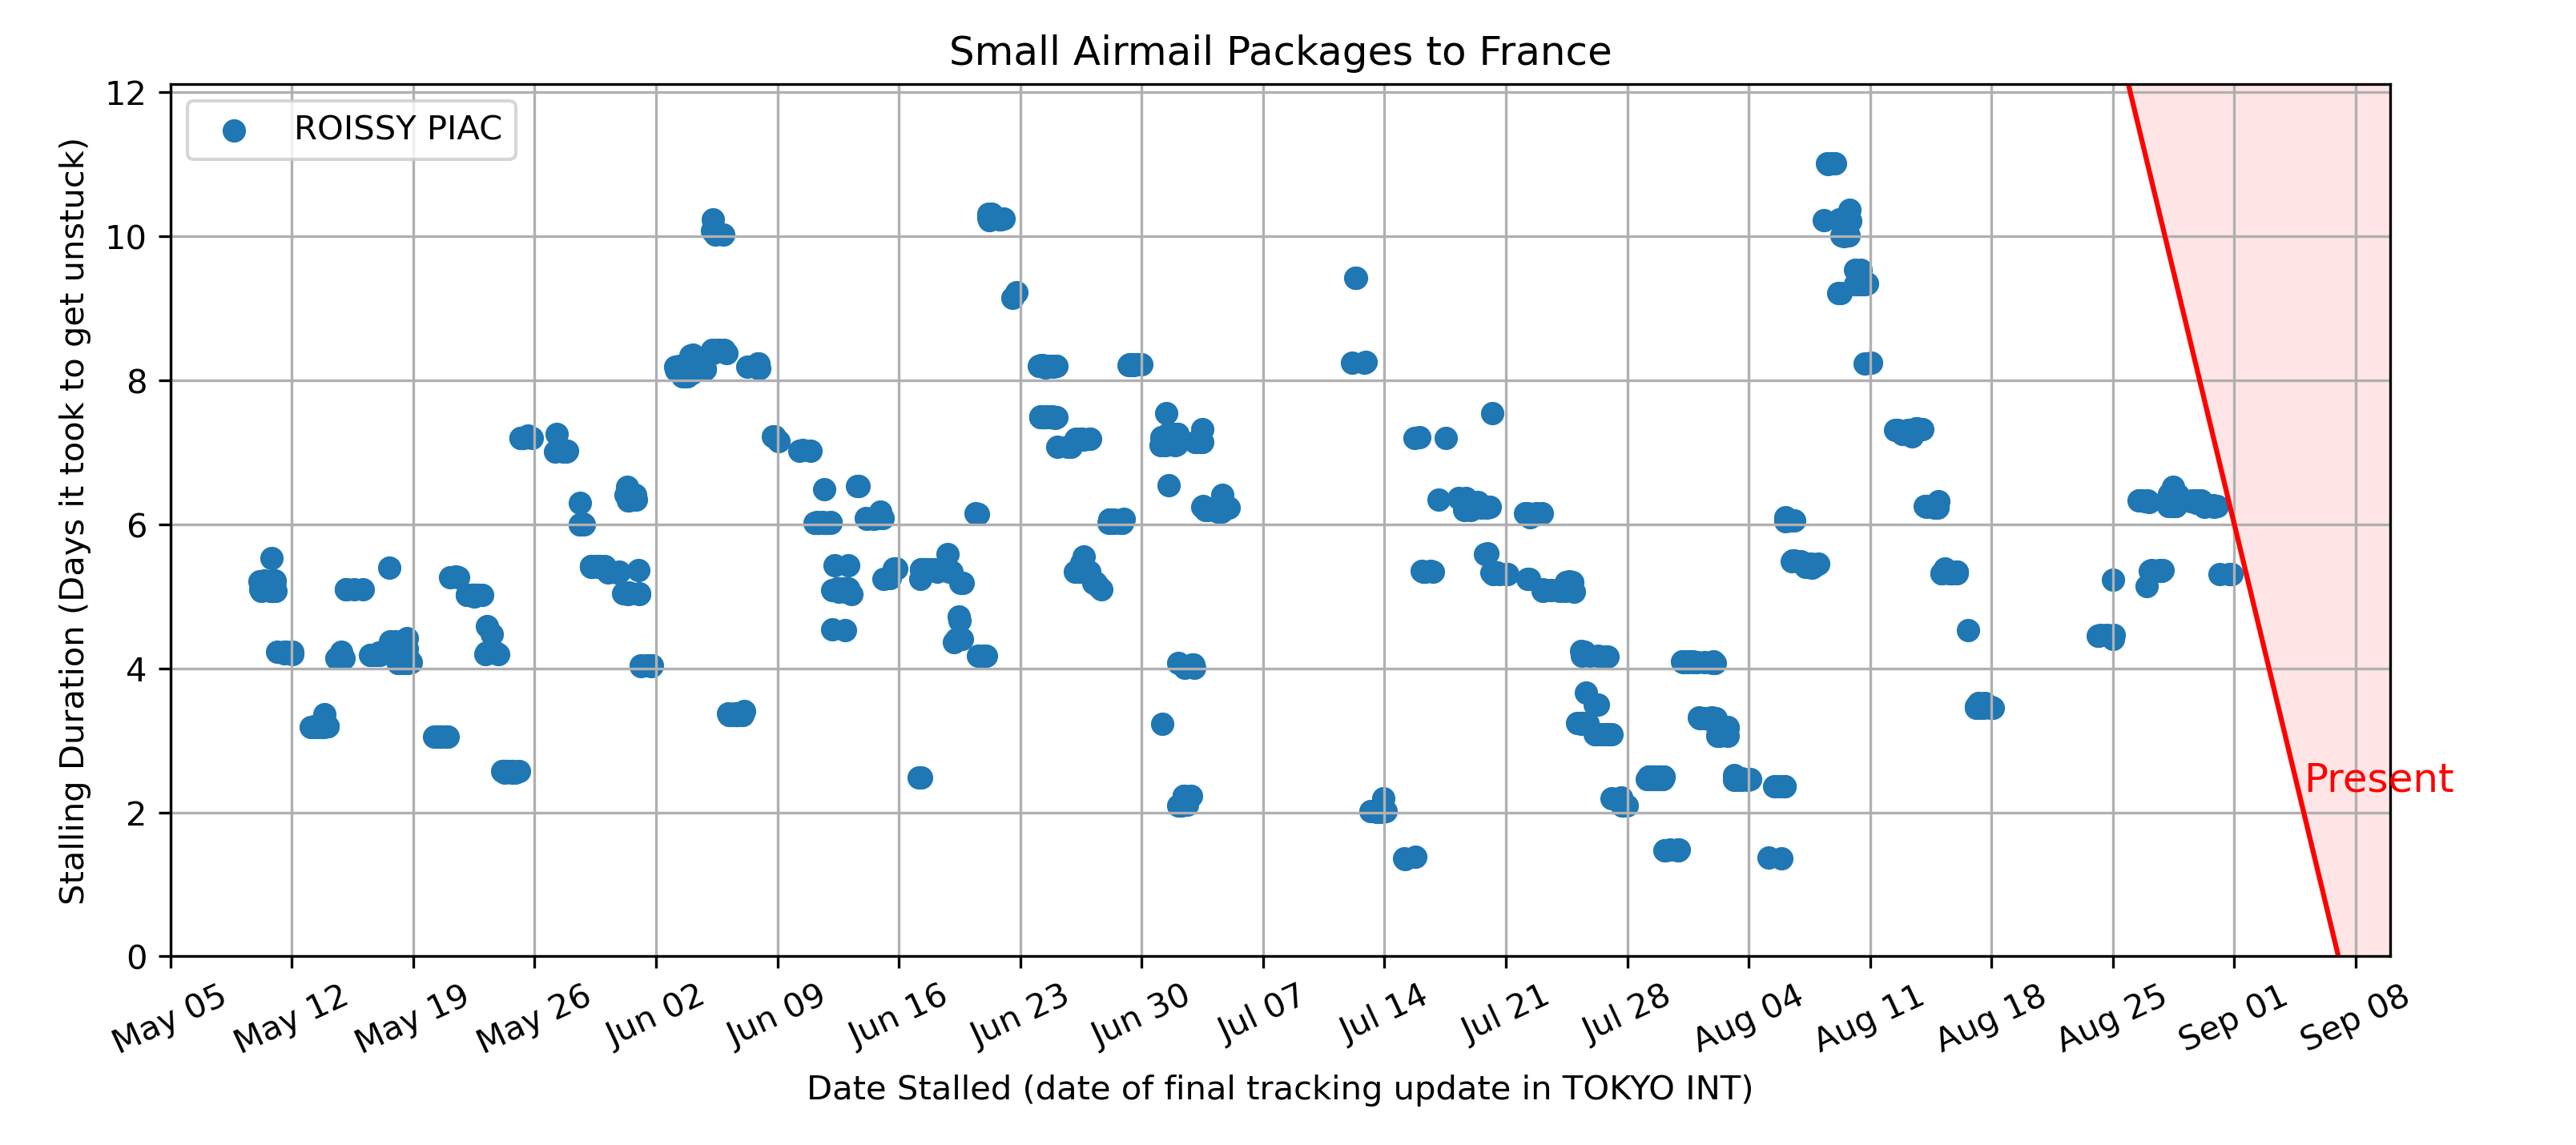 Small Airmail Packages to France
ROISSY PIAC
12
10
8
6
4
2
0
Stalling Duration (Days it took to get unstuck)
Present
May 05
May 12
May 19
May 26
Jun 02
Jun 09
Jun 16
Jun 23
Jun 30
Jul 07
Jul 14
Jul 21
Jul 28
Aug 04
Aug 11
Aug 18
Aug 25
Sep 01
Sep 08
Date Stalled (date of final tracking update in TOKYO INT)